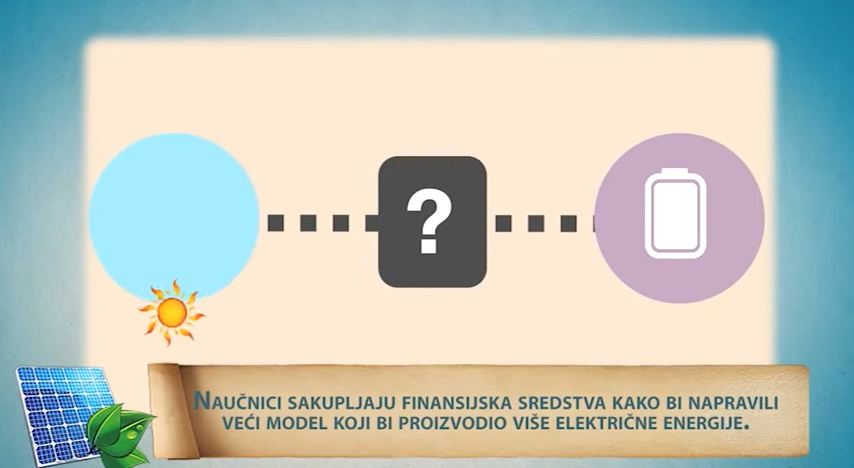 ?
Naučnici sakupljaju finansijska sredstva kako bi napravili
veći model koji bi proizvodio više električne energije.